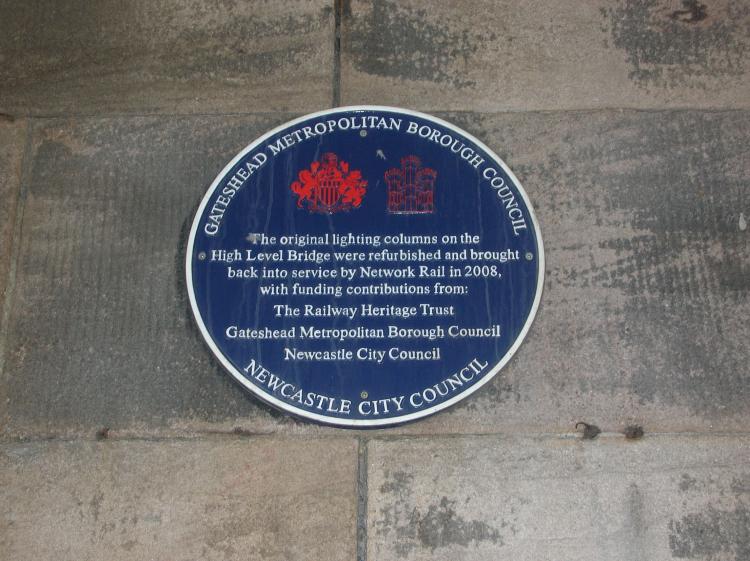 GATESHEAD METROPOLITAN BOROUGH COUNCIL
The original lighting columns on the
High Level Bridge were refurbished and brought
back into service by Network Rail in 2008,
with funding contributions from:
The Railway Heritage Trust
Gateshead Metropolitan Borough Council
Newcastle City Council
NEWCASTLE CITY COUNCIL